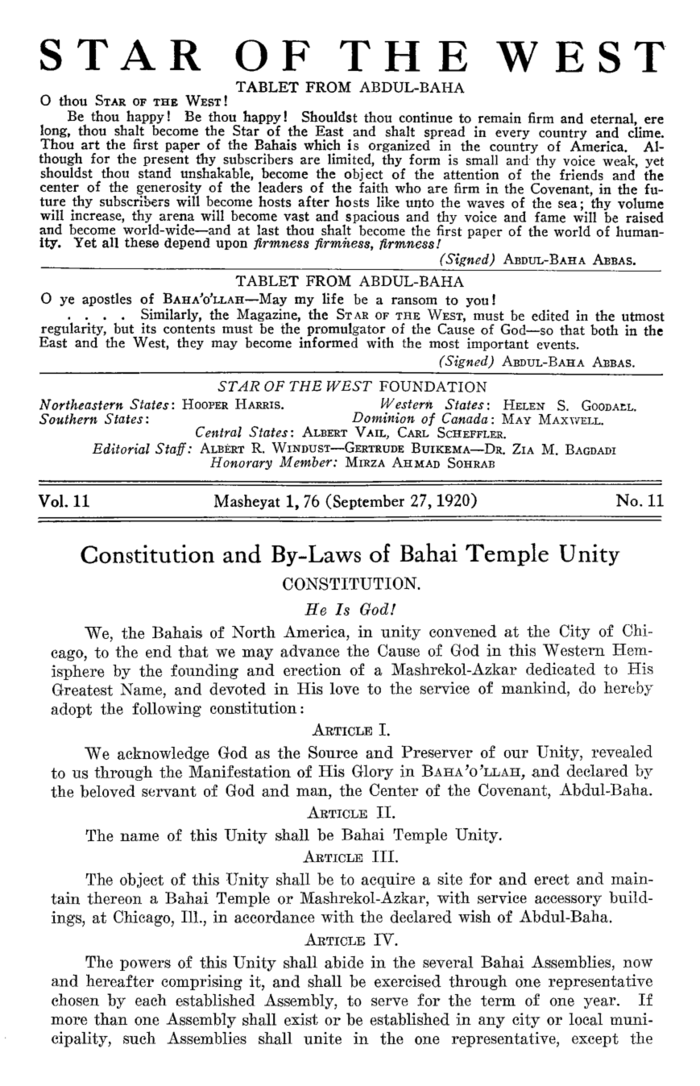 STAR OF THE WEST
TABLET FROM ABDUL-BAHA
O thou STAR OF THE WEST!
Be thou happy! Be thou happy! Shouldst thou continue to remain firm and eternal, ere
long, thou shalt become the Star of the East and shalt spread in every country and clime.
Thou art the first paper of the Bahais which is organized in the country of America. Al-
though for the present thy subscribers are limited, thy form is small and thy voice weak, yet
shouldst thou stand unshakable, become the object of the attention of the friends and the
center of the generosity of the leaders of the faith who are firm in the Covenant, in the fu-
ture thy subscribers will become hosts after hosts like unto the waves of the sea; thy volume
will increase, thy arena will become vast and spacious and thy voice and fame will be raised
and become world-wide—and at last thou shalt become the first paper of the world of human-
ity. Yet all these depend upon firmness firmness, firmness!
(Signed) ABDUL-BAHA ABBAS.
TABLET FROM ABDUL-BAHA
O ye apostles of BAHA'O'LLAH—May my life be a ransom to you!
. . . . Similarly, the Magazine, the STAR OF THE WEST, must be edited in the utmost
regularity, but its contents must be the promulgator of the Cause of God—so that both in the
East and the West, they may become informed with the most important events.
(Signed) ABDUL-BAHA ABBAS.
STAR OF THE WEST FOUNDATION
Northeastern States: HOOPER HARRIS. Western States: HELEN S. GOODALL.
Southern States: Dominion of Canada: MAY MAXWELL.
Central States: ALBERT VAIL, CARL SCHEFFLER.
Editorial Staff: ALBERT R. WINDUST—GERTRUDE BUIKEMA—DR. ZIA M. BAGDADI
Honorary Member: MIRZA AHMAD SOHRAB
Vol. 11 Masheyat 1, 76 (September 27, 1920) No. 11
Constitution and By-Laws of Bahai Temple Unity
CONSTITUTION.
He Is God!
We, the Bahais of North America, in unity convened at the City of Chi-
cago, to the end that we may advance the Cause of God in this Western Hem-
isphere by the founding and erection of a Mashrekol-Azkar dedicated to His
Greatest Name, and devoted in His love to the service of mankind, do hereby
adopt the following constitution:
ARTICLE I.
We acknowledge God as the Source and Preserver of our Unity, revealed
to us through the Manifestation of His Glory in BAHA'O'LLAH, and declared by
the beloved servant of God and man, the Center of the Covenant, Abdul-Baha.
ARTICLE II.
The name of this Unity shall be Bahai Temple Unity.
ARTICLE III.
The object of this Unity shall be to acquire a site for and erect and main-
tain thereon a Bahai Temple or Mashrekol-Azkar, with service accessory build-
ings, at Chicago, Ill., in accordance with the declared wish of Abdul-Baha.
ARTICLE IV.
The powers of this Unity shall abide in the several Bahai Assemblies, now
and hereafter comprising it, and shall be exercised through one representative
chosen by each established Assembly, to serve for the term of one year. If
more than one Assembly shall exist or be established in any city or local muni-
cipality, such Assemblies shall unite in the one representative, except the